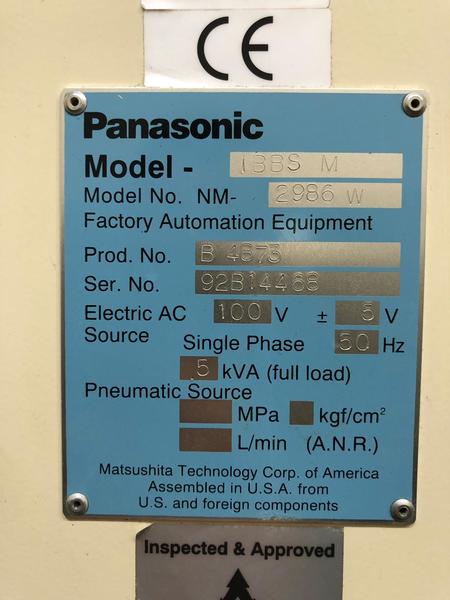 CE
Panasonic
Model - IBBS M
Model No. NM- 2986 W
Factory Automation Equipment
Prod. No. B 4873
Ser. No. 92B14468
Electric AC 100 V ± 5 V
Source Single Phase 50 Hz
5 kVA (full load)
Pneumatic Source
MPa kgf/cm²
L/min (A.N.R.)
Matsushita Technology Corp. of America
Assembled in U.S.A. from
U.S. and foreign components
Inspected & Approved